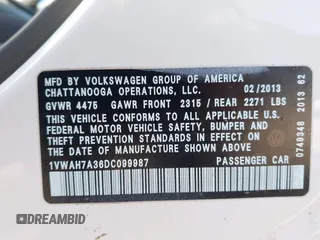 MFD BY VOLKSWAGEN GROUP OF AMERICA
CHATTANOOGA OPERATIONS, LLC. 02/2013
GVWR 4475 GAWR FRONT 2315 / REAR 2271 LBS
THIS VEHICLE CONFORMS TO ALL APPLICABLE U.S.
FEDERAL MOTOR VEHICLE SAFETY, BUMPER AND
THEFT PREVENTION STANDARDS IN EFFECT ON THE
DATE OF MANUFACTURE SHOWN ABOVE.
1VWAH7A36DC099987 PASSENGER CAR
0748348 2013 62
DREAMBID